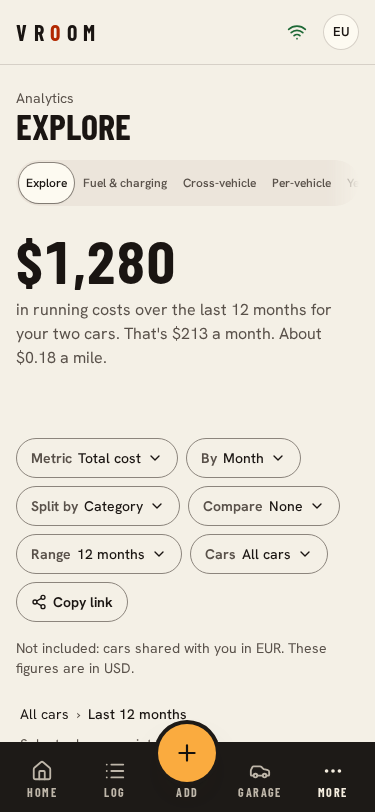 VROOM
EU
Analytics
EXPLORE
Explore
Fuel & charging
Cross-vehicle
Per-vehicle
$1,280
in running costs over the last 12 months for
your two cars. That's $213 a month. About
$0.18 a mile.
Metric Total cost
By Month
Split by Category
Compare None
Range 12 months
Cars All cars
Copy link
Not included: cars shared with you in EUR. These
figures are in USD.
All cars › Last 12 months
HOME
LOG
ADD
GARAGE
MORE